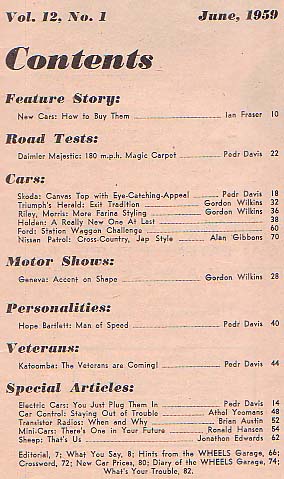 Vol. 12, No. 1 June, 1959
Contents
Feature Story:
New Cars: How to Buy Them Ian Fraser 10
Road Tests:
Daimler Majestic: 180 m.p.h. Magic Carpet Pedr Davis 22
Cars:
Skoda: Canvas Top with Eye-Catching-Appeal Pedr Davis 18
Triumph's Herald: Exit Tradition Gordon Wilkins 32
Riley, Morris: More Farina Styling Gordon Wilkins 36
Holden: A Really New One At Last 38
Ford: Station Waggon Challenge 60
Nissan Patrol: Cross-Country, Jap Style Alan Gibbons 70
Motor Shows:
Geneva: Accent on Shape Gordon Wilkins 28
Personalities:
Hope Bartlett: Man of Speed Pedr Davis 40
Veterans:
Katoomba: The Veterans are Coming! Pedr Davis 44
Special Articles:
Electric Cars: You Just Plug Them In Pedr Davis 14
Car Control: Staying Out of Trouble Athol Yeomans 48
Transistor Radios: When and Why Brian Austin 52
Mini-Cars: There's One in Your Future Ronald Hansen 54
Sheep: That's Us Jonathon Edwards 62
Editorial, 7; What You Say, 8; Hints from the WHEELS Garage, 66;
Crossword, 72; New Car Prices, 80; Diary of the WHEELS Garage, 74;
What's Your Trouble, 82.